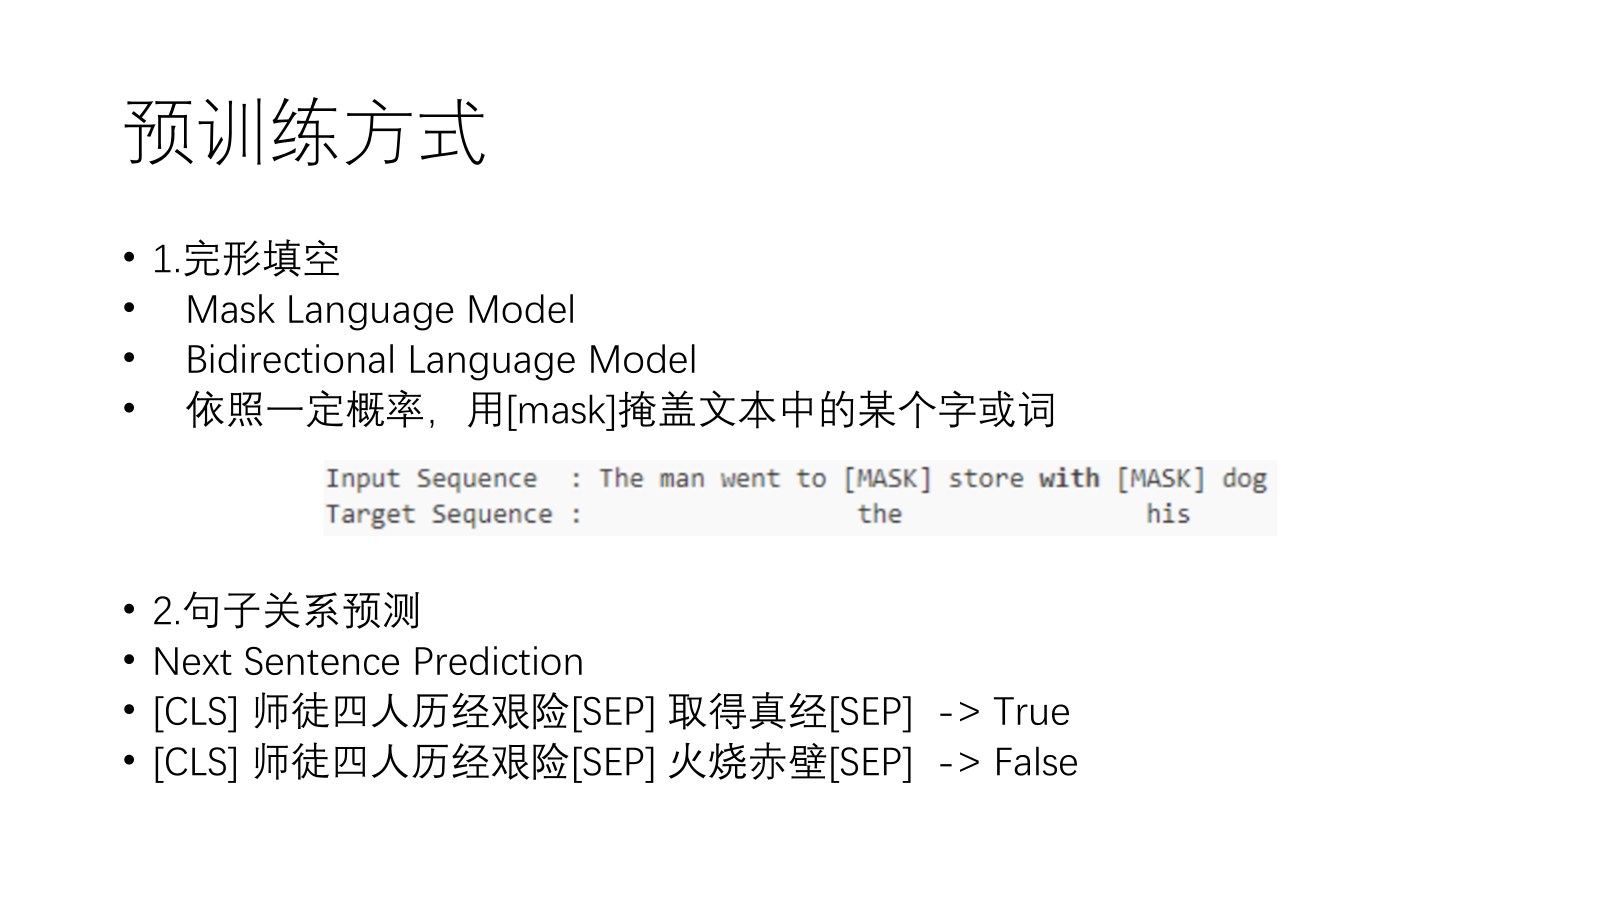 预训练方式
• 1.完形填空
• Mask Language Model
• Bidirectional Language Model
• 依照一定概率，用[mask]掩盖文本中的某个字或词
Input Sequence : The man went to [MASK] store with [MASK] dog
Target Sequence : the his
• 2.句子关系预测
• Next Sentence Prediction
• [CLS] 师徒四人历经艰险[SEP] 取得真经[SEP] -> True
• [CLS] 师徒四人历经艰险[SEP] 火烧赤壁[SEP] -> False